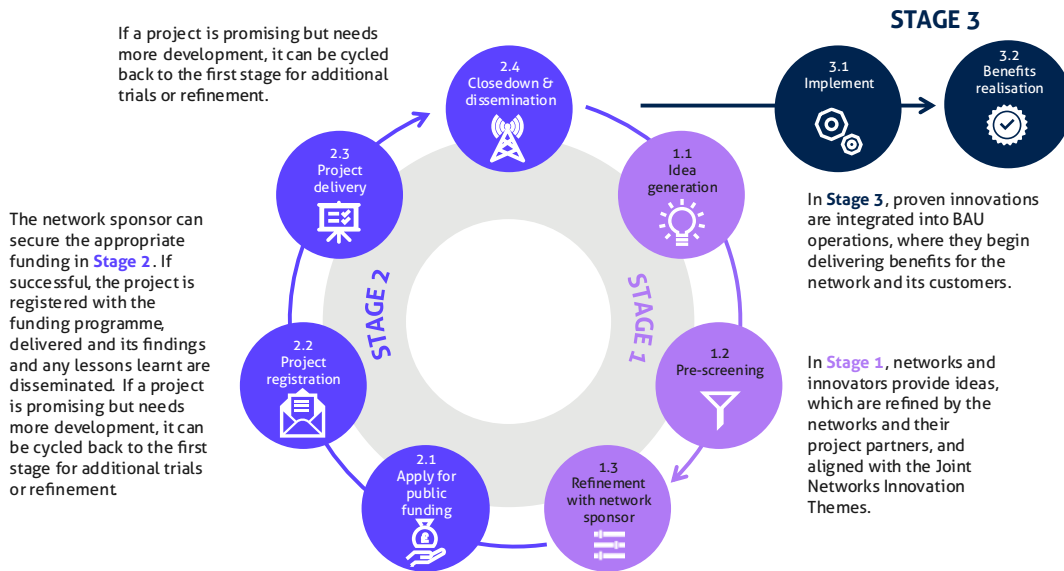 If a project is promising but needs
more development, it can be cycled
back to the first stage for additional
trials or refinement.
STAGE 3
2.4
Closedown &
dissemination
3.1
Implement
3.2
Benefits
realisation
2.3
Project
delivery
1.1
Idea
generation
The network sponsor can
secure the appropriate
funding in Stage 2. If
successful, the project is
registered with the
funding programme,
delivered and its findings
and any lessons learnt are
disseminated. If a project
is promising but needs
more development, it can
be cycled back to the first
stage for additional trials
or refinement.
STAGE 2
STAGE 1
In Stage 3, proven innovations
are integrated into BAU
operations, where they begin
delivering benefits for the
network and its customers.
2.2
Project
registration
1.2
Pre-screening
In Stage 1, networks and
innovators provide ideas,
which are refined by the
networks and their
project partners, and
aligned with the Joint
Networks Innovation
Themes.
2.1
Apply for
public
funding
£
1.3
Refinement
with network
sponsor